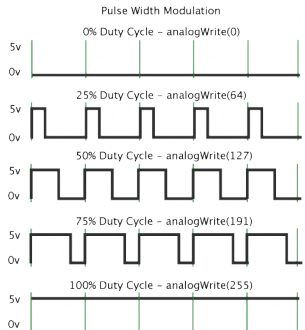 Pulse Width Modulation
0% Duty Cycle – analogWrite(0)
5v
0v
25% Duty Cycle – analogWrite(64)
5v
0v
50% Duty Cycle – analogWrite(127)
5v
0v
75% Duty Cycle – analogWrite(191)
5v
0v
100% Duty Cycle – analogWrite(255)
5v
0v